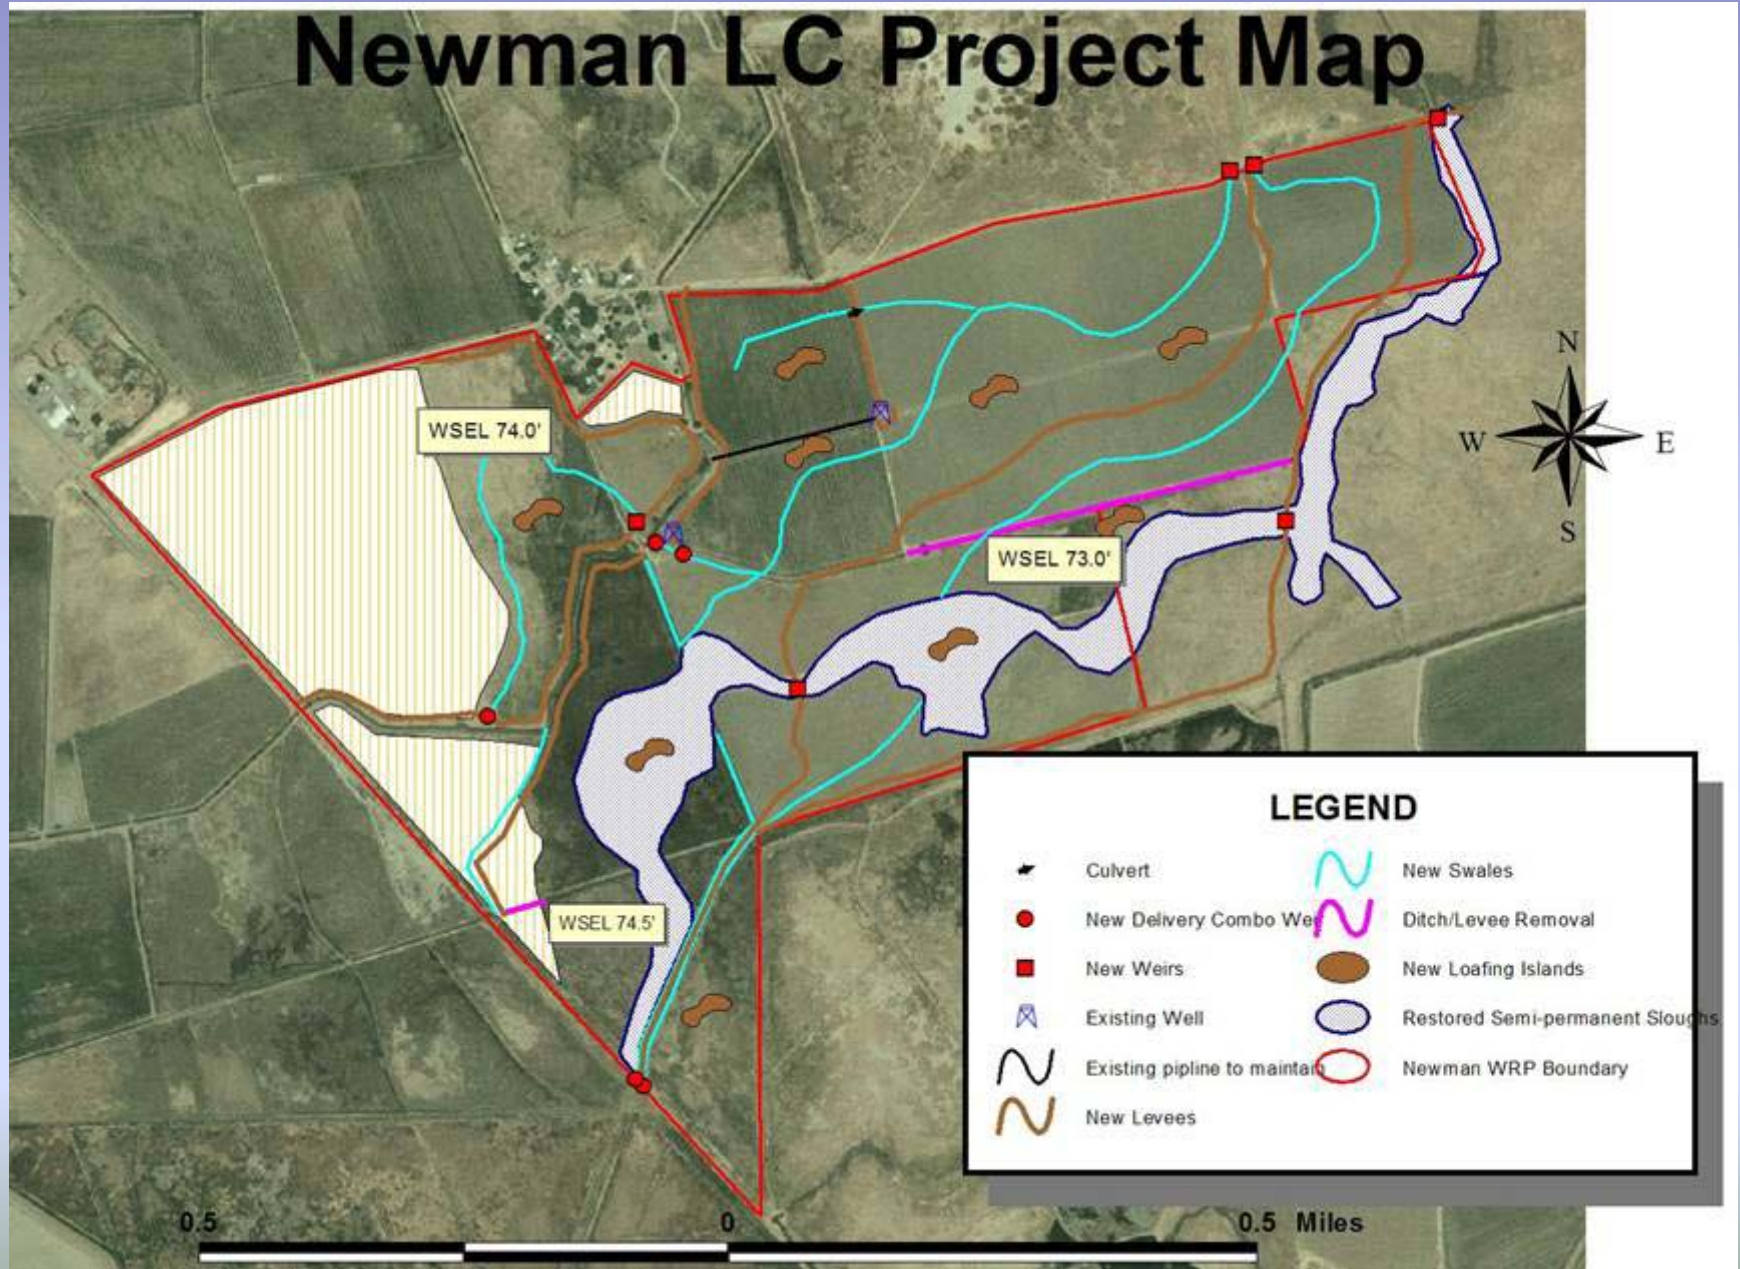 Newman LC Project Map
N
W E
S
WSEL 74.0'
WSEL 73.0'
WSEL 74.5'
LEGEND
Culvert
New Delivery Combo We
New Weirs
Existing Well
Existing pipline to maintain
New Levees
New Swales
Ditch/Levee Removal
New Loafing Islands
Restored Semi-permanent Sloughs
Newman WRP Boundary
0.5 0 0.5 Miles